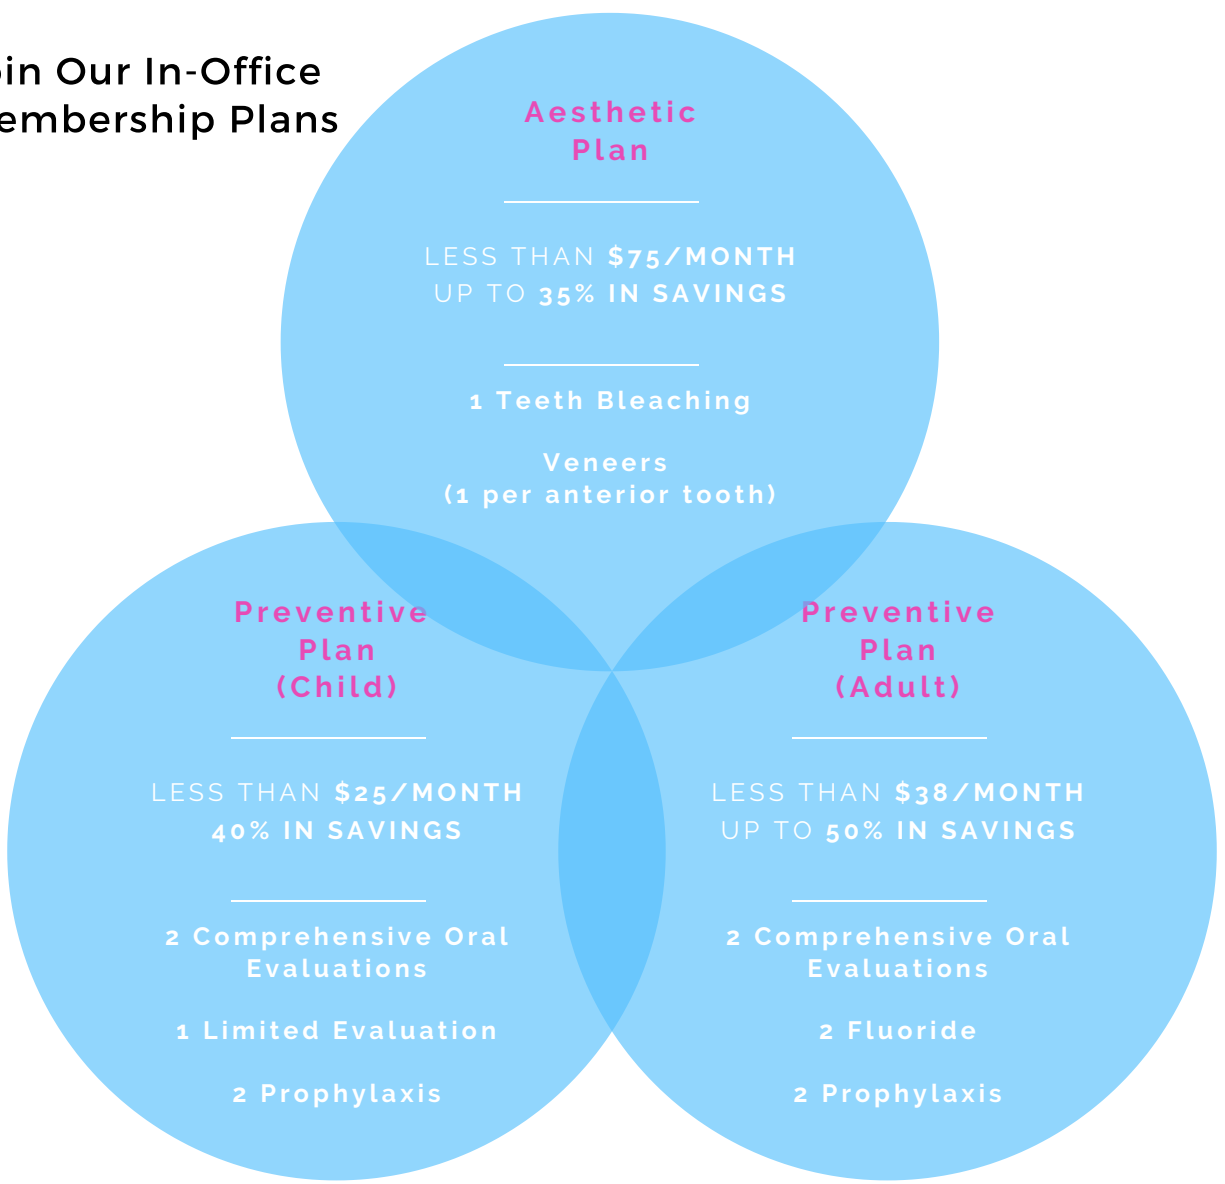 in Our In-Office
embership Plans
Aesthetic
Plan
LESS THAN $75/MONTH
UP TO 35% IN SAVINGS
1 Teeth Bleaching
Veneers
(1 per anterior tooth)
Preventive
Plan
(Child)
LESS THAN $25/MONTH
40% IN SAVINGS
2 Comprehensive Oral
Evaluations
1 Limited Evaluation
2 Prophylaxis
Preventive
Plan
(Adult)
LESS THAN $38/MONTH
UP TO 50% IN SAVINGS
2 Comprehensive Oral
Evaluations
2 Fluoride
2 Prophylaxis